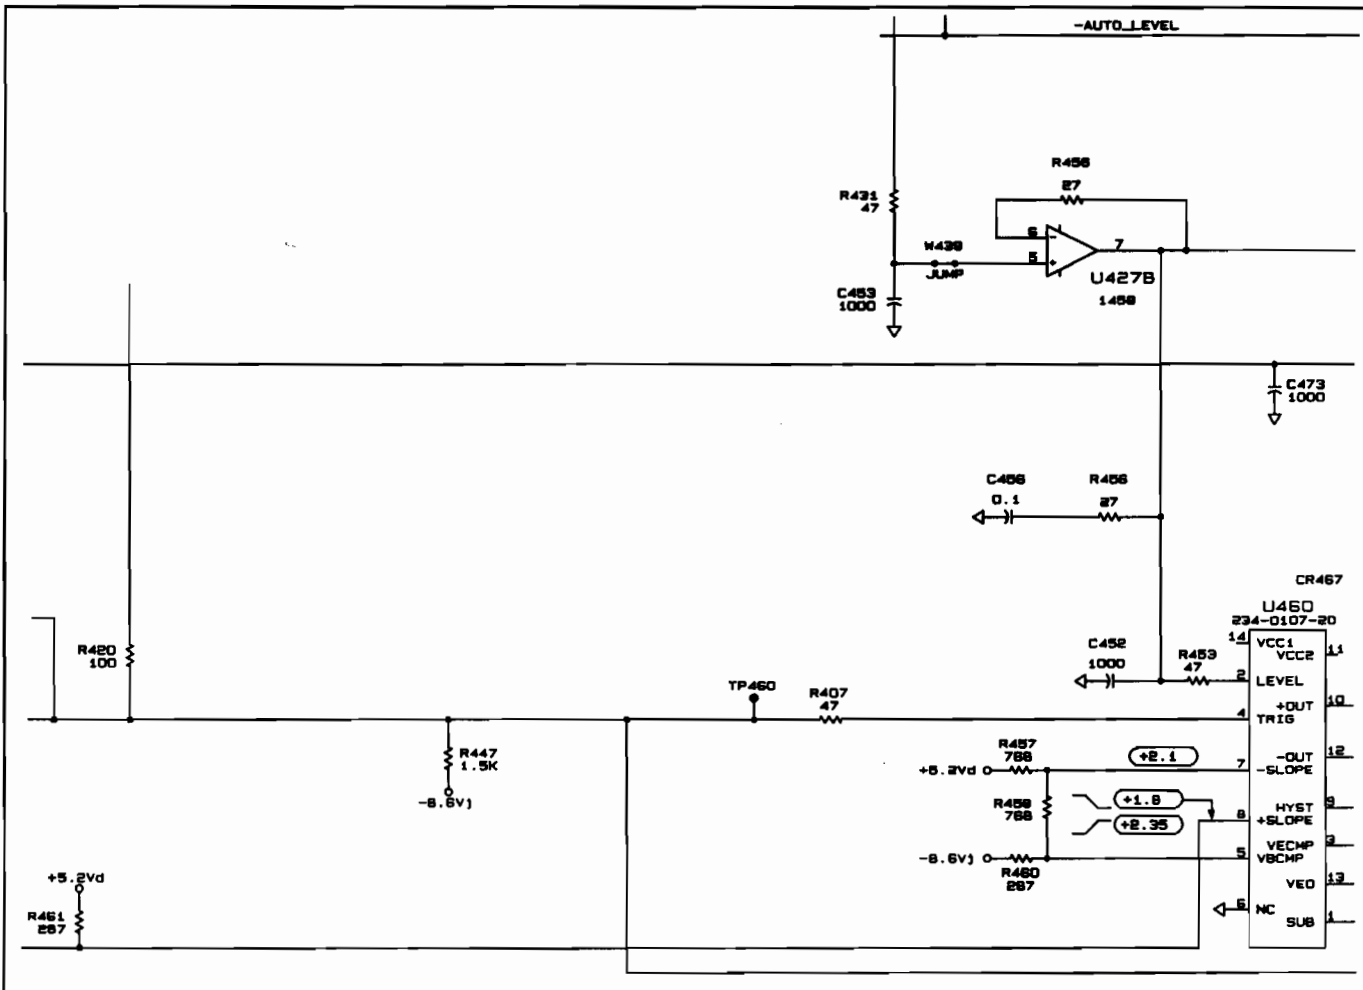 -AUTO_LEVEL
R456
27
R431
47
W439
JUMP
6
-
5
+
7
U427B
1458
C453
1000
C473
1000
C456
0.1
R456
27
CR467
U460
234-0107-20
R420
100
C452
1000
R453
47
14
VCC1
VCC2
11
2
LEVEL
TP460
R407
47
+OUT
10
4
TRIG
R447
1.5K
-8.6Vj
R457
768
+5.2Vd
+2.1
-OUT
12
7
-SLOPE
R458
768
+1.8
+2.35
HYST
9
8
+SLOPE
VECMP
3
-8.6Vj
R460
287
5
VBCMP
+5.2Vd
R461
287
VEO
13
6
NC
SUB
1